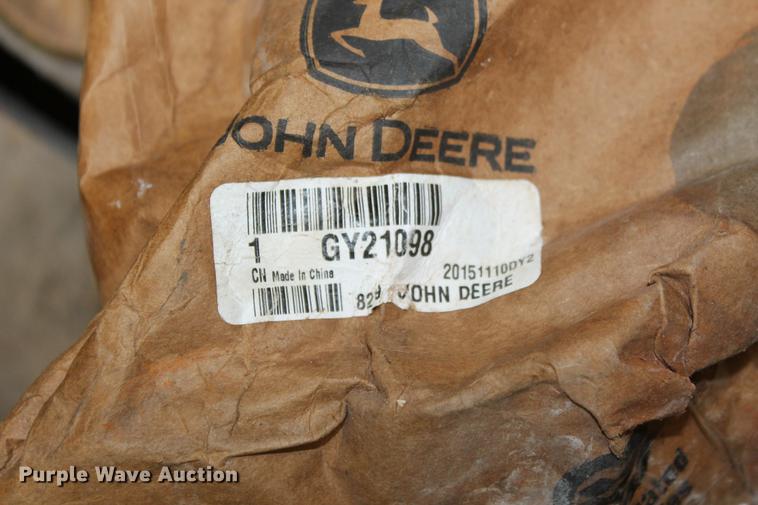 JOHN DEERE
1 GY21098
CN Made In China 20151110DY2
829 JOHN DEERE
Purple Wave Auction